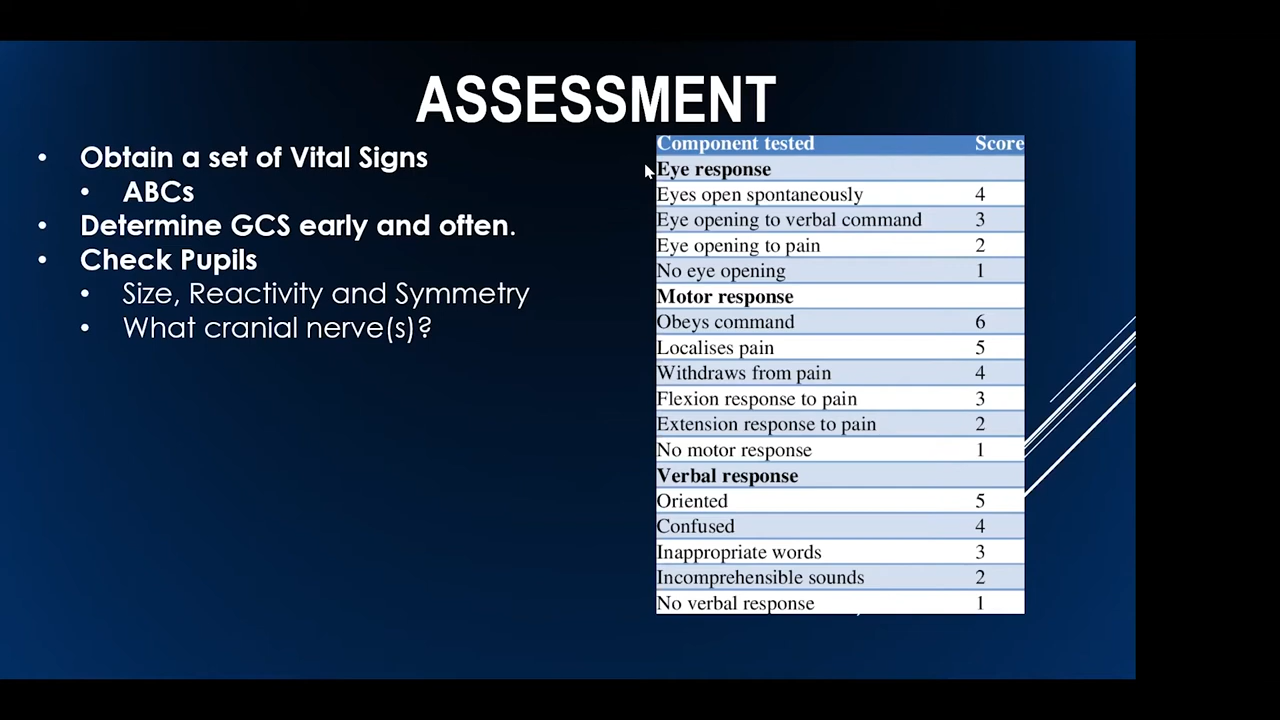 ASSESSMENT
• Obtain a set of Vital Signs
• ABCs
• Determine GCS early and often.
• Check Pupils
• Size, Reactivity and Symmetry
• What cranial nerve(s)?
Component tested Score
Eye response
Eyes open spontaneously 4
Eye opening to verbal command 3
Eye opening to pain 2
No eye opening 1
Motor response
Obeys command 6
Localises pain 5
Withdraws from pain 4
Flexion response to pain 3
Extension response to pain 2
No motor response 1
Verbal response
Oriented 5
Confused 4
Inappropriate words 3
Incomprehensible sounds 2
No verbal response 1